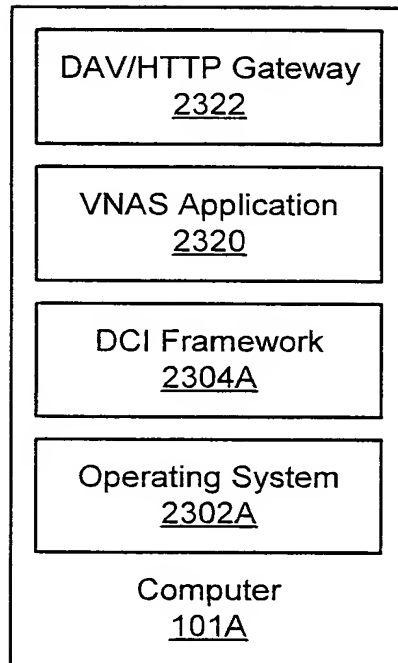 DAV/HTTP Gateway
2322
VNAS Application
2320
DCI Framework
2304A
Operating System
2302A
Computer
101A